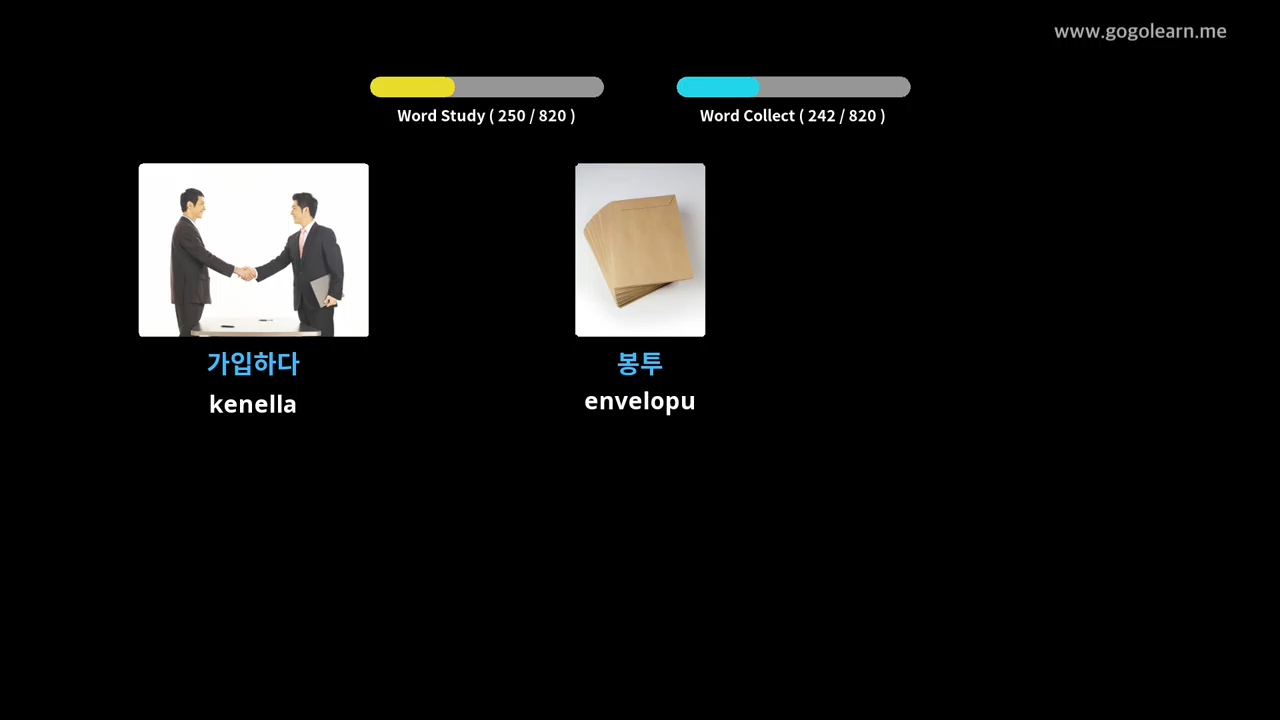 www.gogolearn.me
Word Study ( 250 / 820 )
Word Collect ( 242 / 820 )
가입하다
kenella
봉투
envelopu